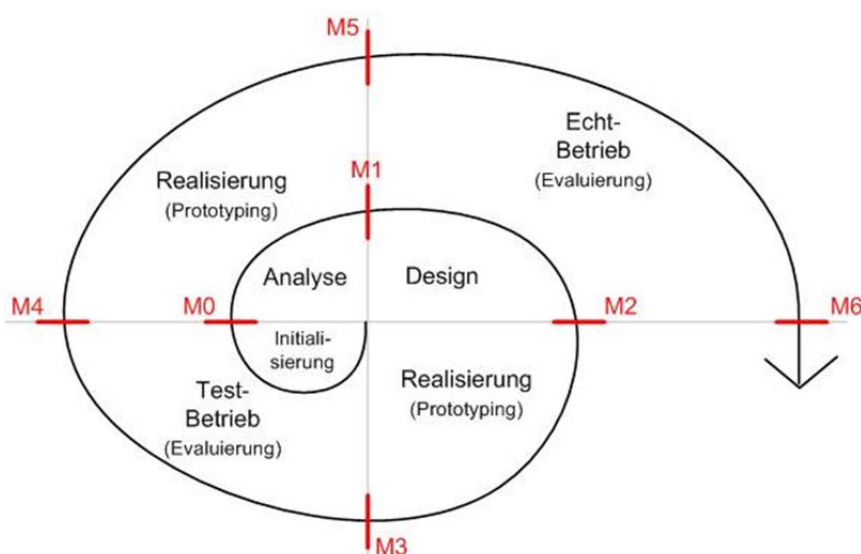 M5
Echt-
Betrieb
(Evaluierung)
Realisierung
(Prototyping)
M1
Analyse
Design
M4
M0
M2
M6
Initiali-
sierung
Test-
Betrieb
(Evaluierung)
Realisierung
(Prototyping)
M3